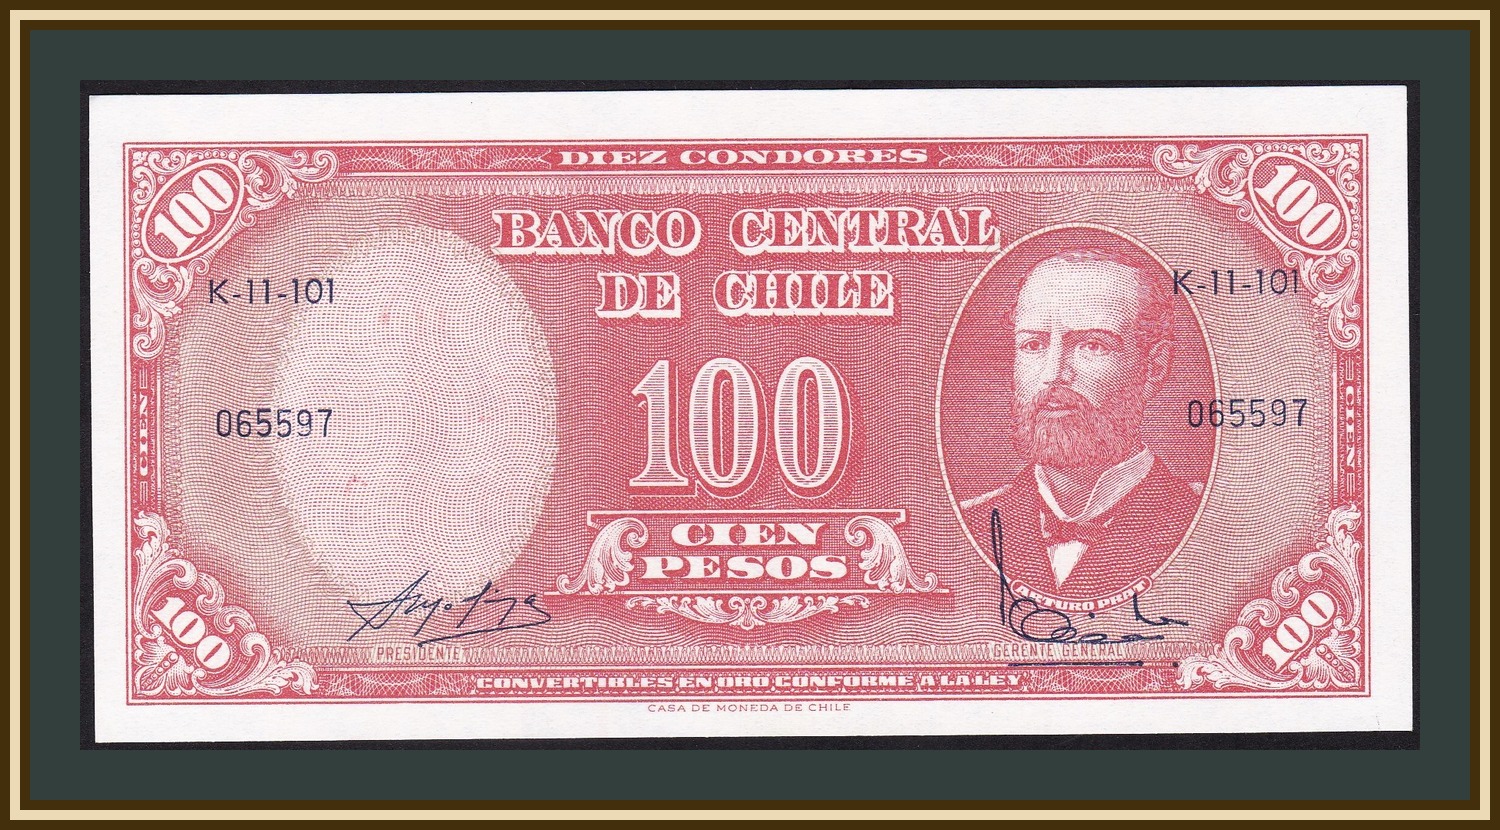 DIEZ CONDORES
100
100
BANCO CENTRAL
DE CHILE
K-11-101
K-11-101
100
CIEN
CIEN
065597
065597
CIEN
PESOS
ARTURO PRAT
100
100
PRESIDENTE
GERENTE GENERAL
CONVERTIBLES EN ORO CONFORME A LA LEY
CASA DE MONEDA DE CHILE